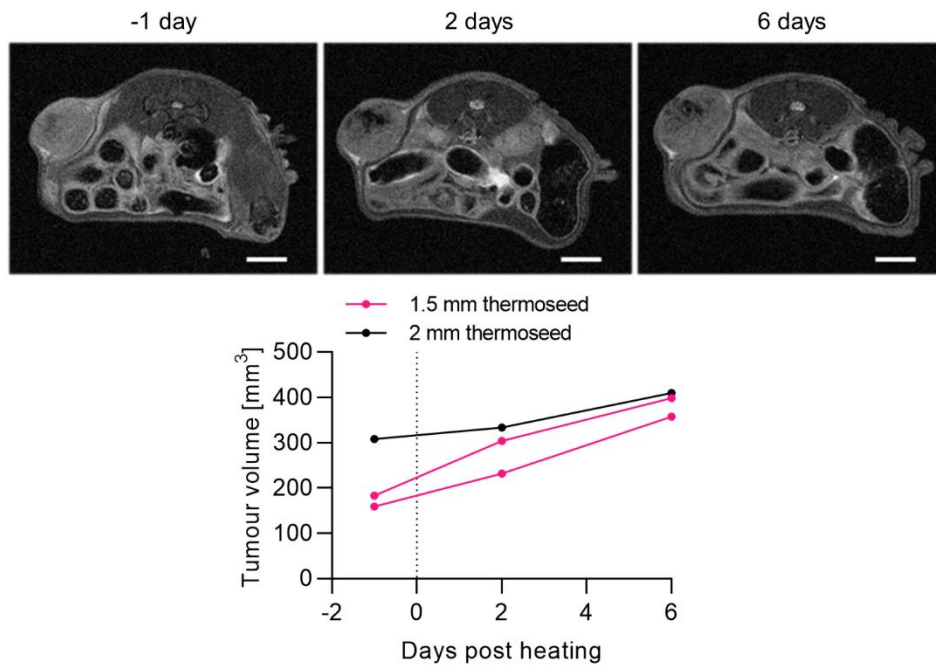 -1 day
2 days
6 days
1.5 mm thermoseed
2 mm thermoseed
Tumour volume [mm³]
500
400
300
200
100
0
-2
0
2
4
6
Days post heating